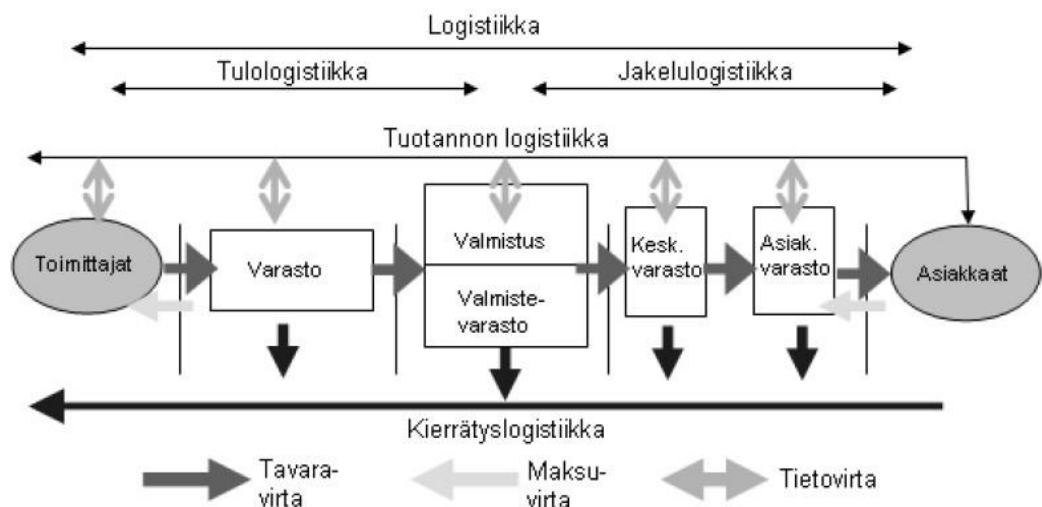 Logistiikka
Tulologistiikka
Jakelulogistiikka
Tuotannon logistiikka
Toimittajat
Varasto
Valmistus
Valmiste-
varasto
Kesk.
varasto
Asiak.
varasto
Asiakkaat
Kierrätyslogistiikka
Tavara-
virta
Maksu-
virta
Tietovirta